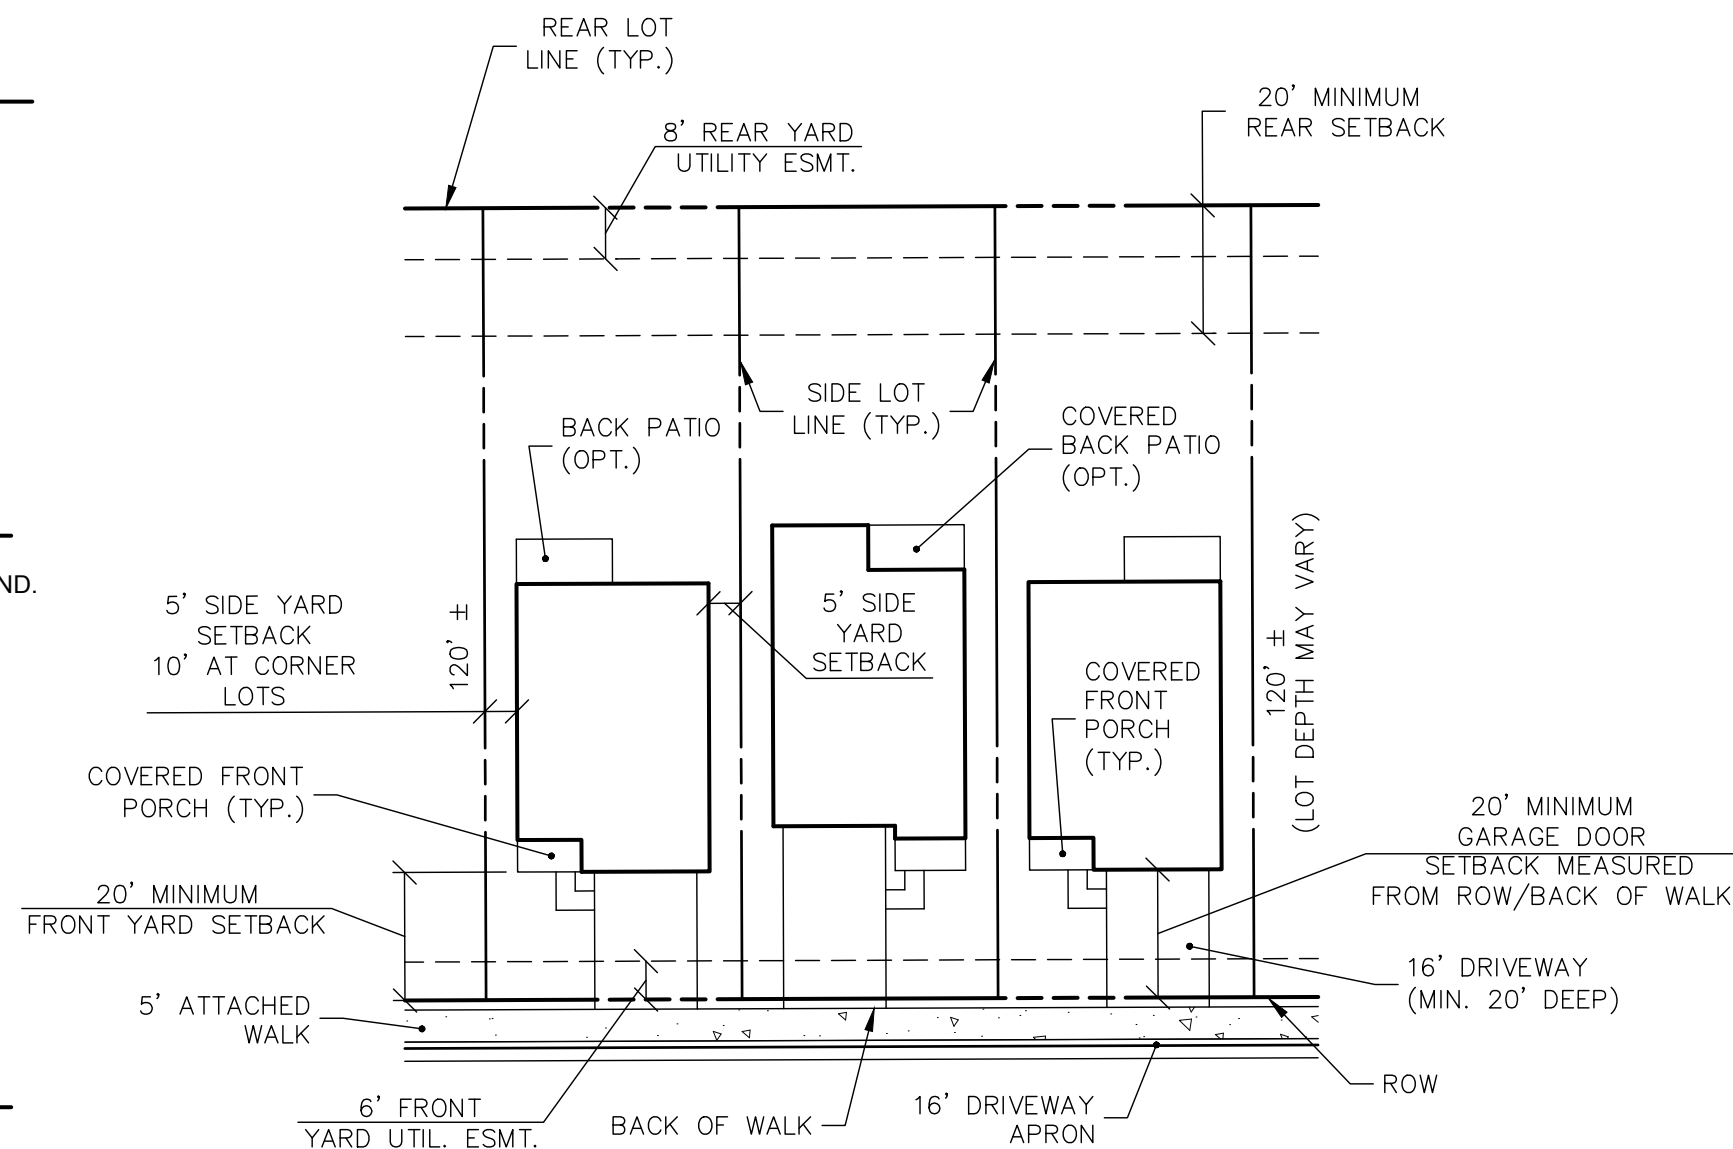 REAR LOT
LINE (TYP.)
20' MINIMUM
REAR SETBACK
8' REAR YARD
UTILITY ESMT.
SIDE LOT
LINE (TYP.)
BACK PATIO
(OPT.)
COVERED
BACK PATIO
(OPT.)
ND.
5' SIDE YARD
SETBACK
10' AT CORNER
LOTS
120' ±
5' SIDE
YARD
SETBACK
COVERED
FRONT
PORCH
(TYP.)
120' ±
(LOT DEPTH MAY VARY)
COVERED FRONT
PORCH (TYP.)
20' MINIMUM
GARAGE DOOR
SETBACK MEASURED
FROM ROW/BACK OF WALK
20' MINIMUM
FRONT YARD SETBACK
16' DRIVEWAY
(MIN. 20' DEEP)
5' ATTACHED
WALK
ROW
6' FRONT
YARD UTIL. ESMT.
BACK OF WALK
16' DRIVEWAY
APRON